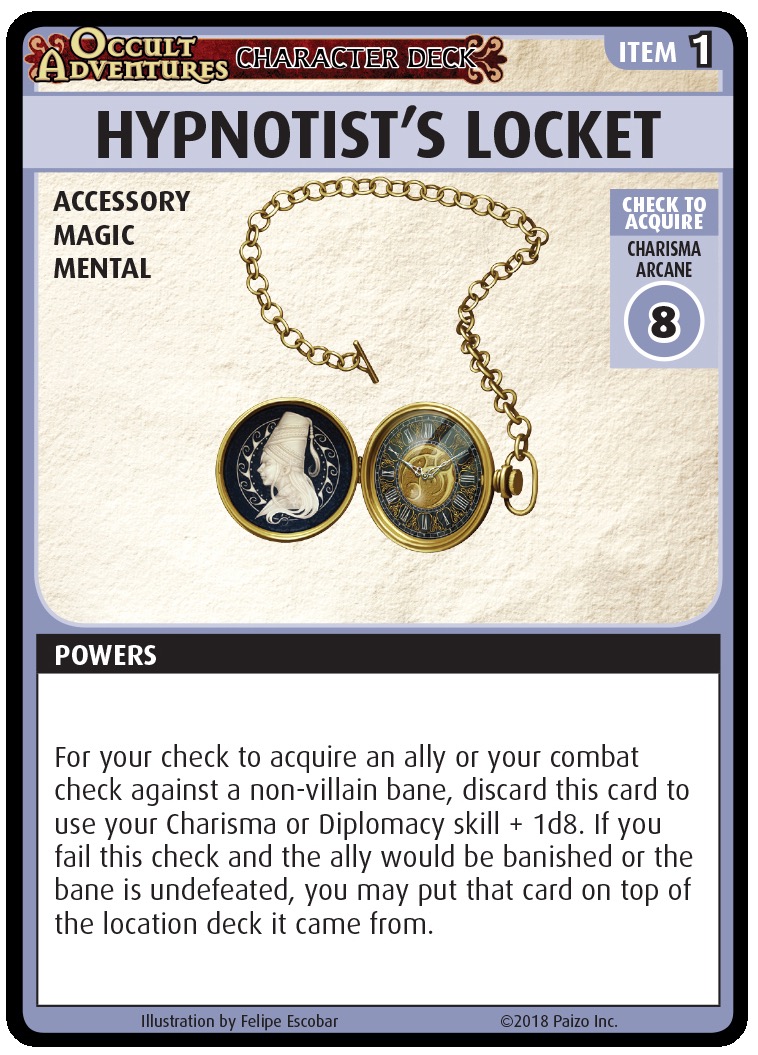 OCCULT
ADVENTURES CHARACTER DECK
ITEM 1
HYPNOTIST'S LOCKET
ACCESSORY
MAGIC
MENTAL
CHECK TO
ACQUIRE
CHARISMA
ARCANE
8
POWERS
For your check to acquire an ally or your combat
check against a non-villain bane, discard this card to
use your Charisma or Diplomacy skill + 1d8. If you
fail this check and the ally would be banished or the
bane is undefeated, you may put that card on top of
the location deck it came from.
Illustration by Felipe Escobar
©2018 Paizo Inc.